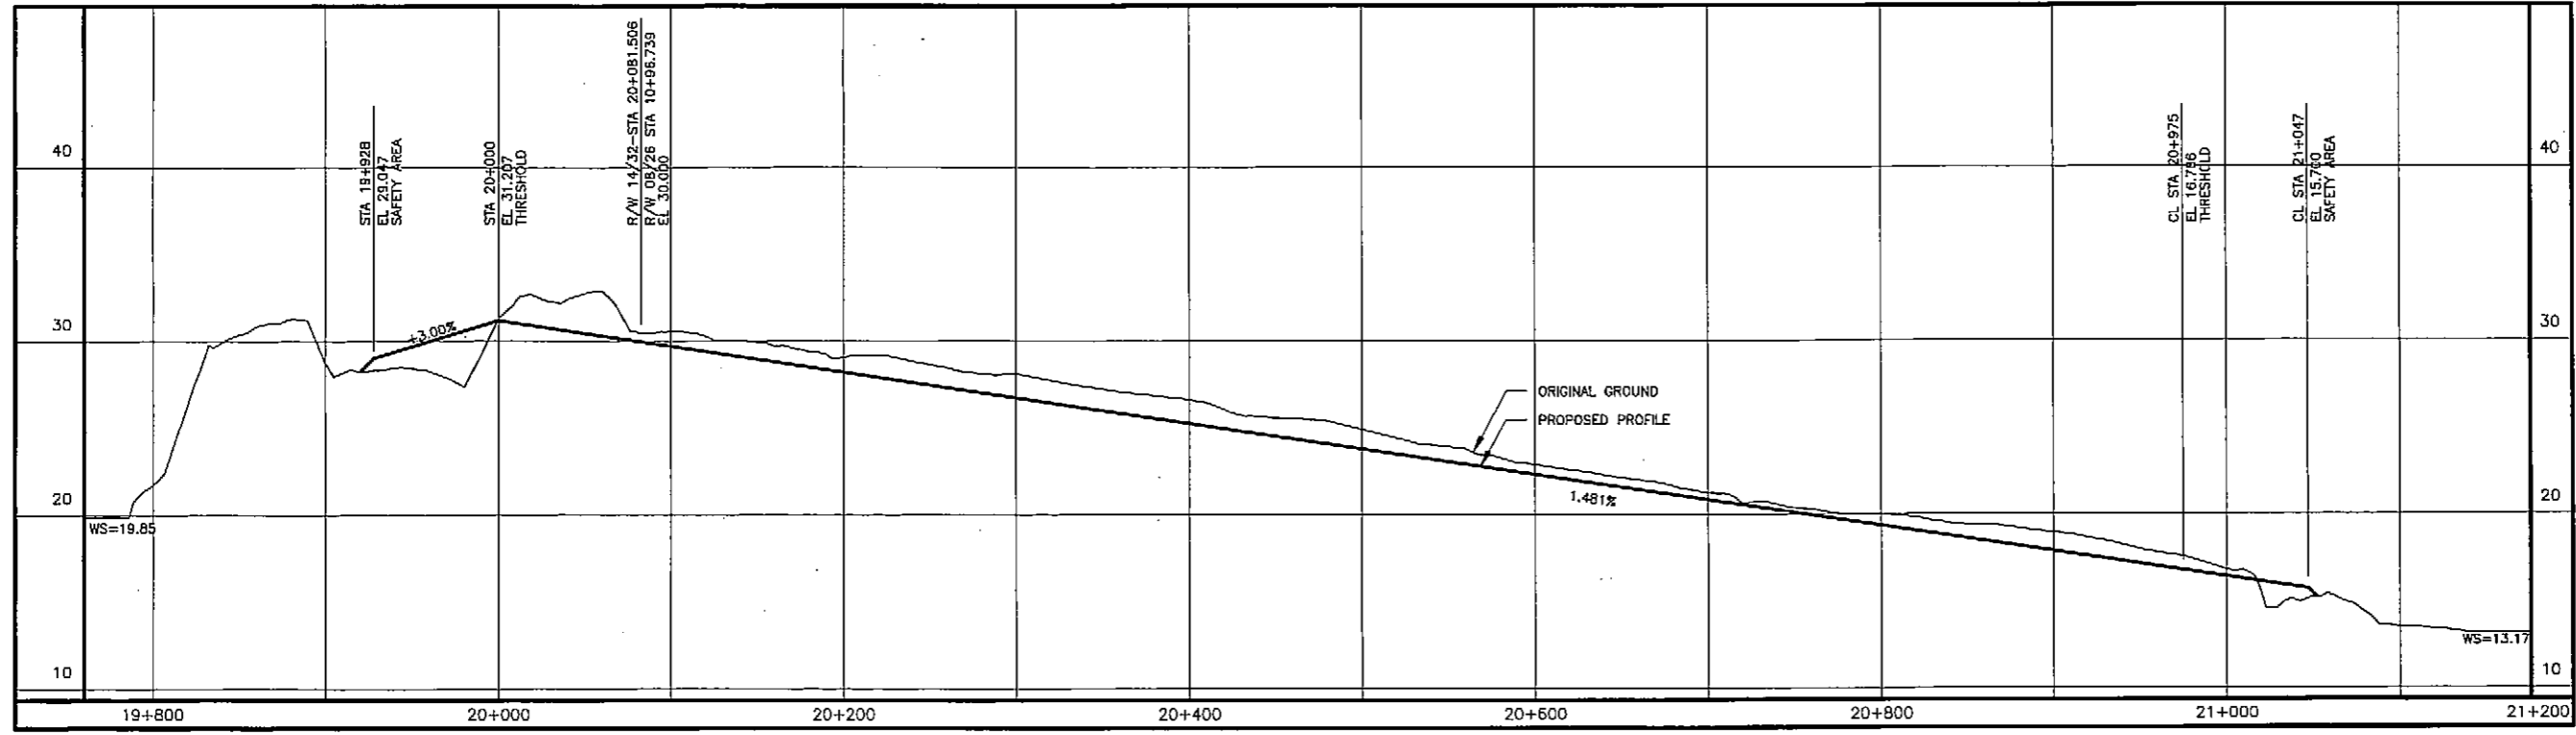 STA 19+928
EL 29.047
SAFETY AREA
STA 20+000
EL 31.207
THRESHOLD
R/W 14/32-STA 20+081.506
R/W 08/26 STA 10+96.739
EL 30.000
CL STA 20+975
EL 16.786
THRESHOLD
CL STA 21+047
EL 15.700
SAFETY AREA
40
40
30
30
+3.00%
ORIGINAL GROUND
PROPOSED PROFILE
1.481%
20
20
WS=19.85
WS=13.17
10
10
19+800
20+000
20+200
20+400
20+600
20+800
21+000
21+200